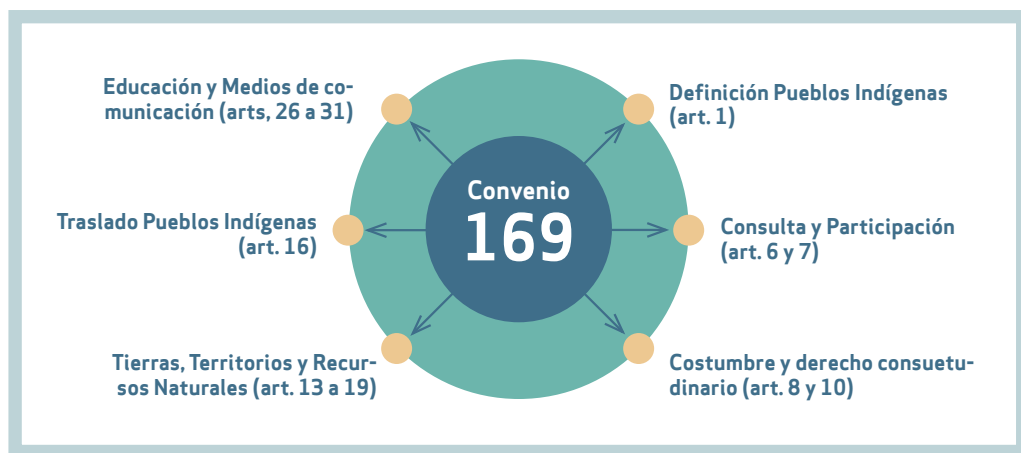 Educación y Medios de co-
municación (arts, 26 a 31)
Definición Pueblos Indígenas
(art. 1)
Traslado Pueblos Indígenas
(art. 16)
Convenio
169
Consulta y Participación
(art. 6 y 7)
Tierras, Territorios y Recur-
sos Naturales (art. 13 a 19)
Costumbre y derecho consuetu-
dinario (art. 8 y 10)